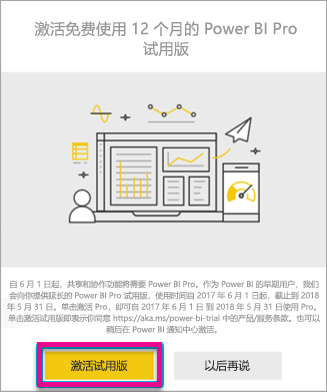 激活免费使用 12 个月的 Power BI Pro
试用版
自 6 月 1 日起，共享和协作功能将需要 Power BI Pro。作为 Power BI 的早期用户，我们
会向你提供延长的 Power BI Pro 试用版，使用时间自 2017 年 6 月 1 日起，截止到 2018
年 5 月 31 日。单击激活 Pro，即可自 2017 年 6 月 1 日 到 2018 年 5 月 31 日使用 Pro。
单击激活试用版即表示你同意 https://aka.ms/power-bi-trial 中的产品/服务条款。也可以
稍后在 Power BI 通知中心激活。
激活试用版
以后再说